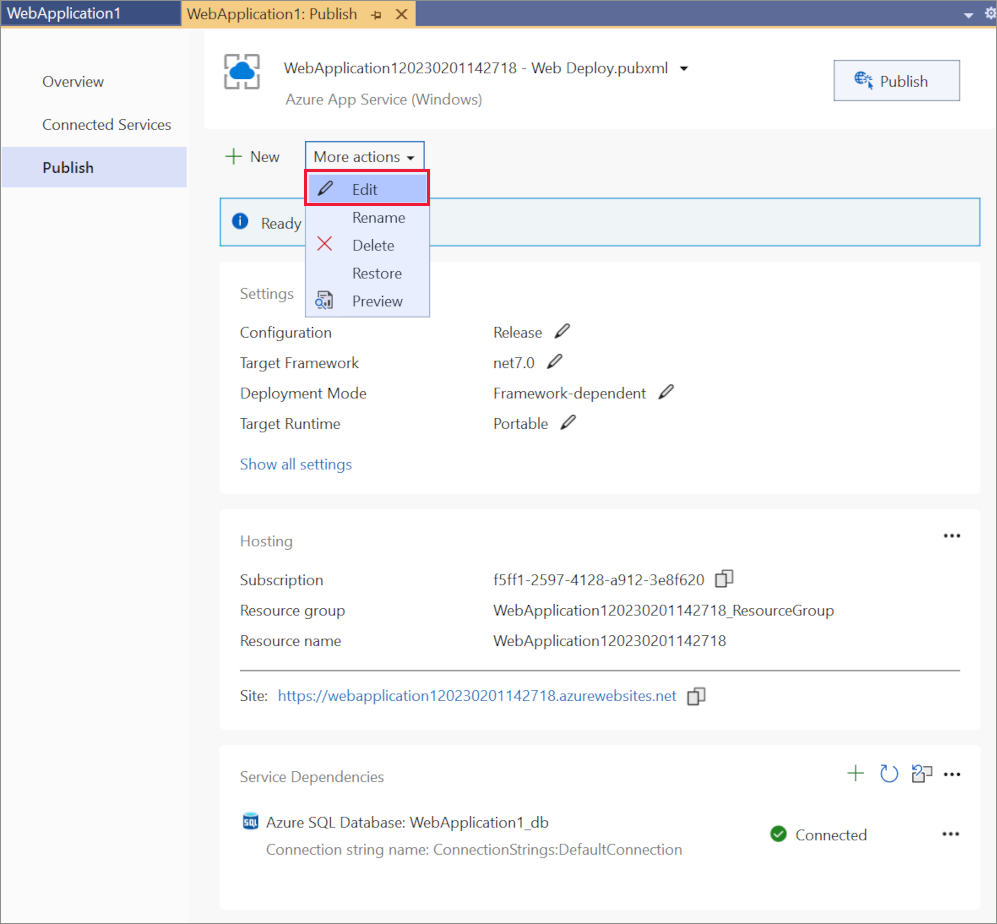 WebApplication1
WebApplication1: Publish
Overview
Connected Services
Publish
WebApplication120230201142718 - Web Deploy.pubxml
Azure App Service (Windows)
Publish
New
More actions
Edit
Rename
Delete
Restore
Preview
Ready
Settings
Configuration Release
Target Framework net7.0
Deployment Mode Framework-dependent
Target Runtime Portable
Show all settings
Hosting
Subscription f5ff1-2597-4128-a912-3e8f620
Resource group WebApplication120230201142718_ResourceGroup
Resource name WebApplication120230201142718
Site: https://webapplication120230201142718.azurewebsites.net
Service Dependencies
SQL
Azure SQL Database: WebApplication1_db
Connection string name: ConnectionStrings:DefaultConnection
Connected